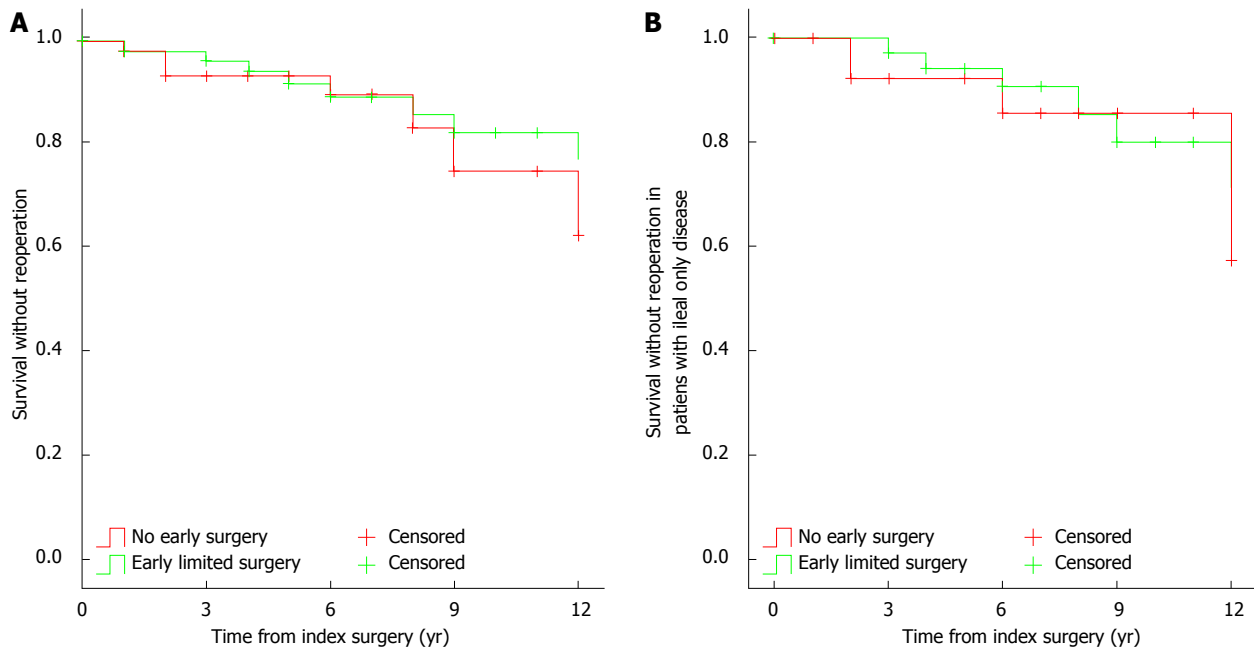 A
Survival without reoperation
1.0
0.8
0.6
0.4
0.2
0.0
No early surgery
Censored
Early limited surgery
Censored
0 3 6 9 12
Time from index surgery (yr)
B
Survival without reoperation in
patiens with ileal only disease
1.0
0.8
0.6
0.4
0.2
0.0
No early surgery
Censored
Early limited surgery
Censored
0 3 6 9 12
Time from index surgery (yr)